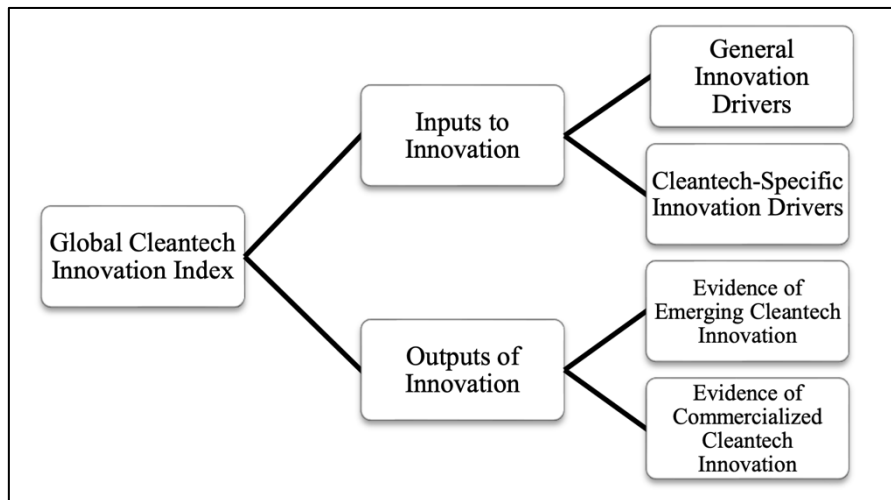 General
Innovation
Drivers
Inputs to
Innovation
Cleantech-Specific
Innovation Drivers
Global Cleantech
Innovation Index
Evidence of
Emerging Cleantech
Innovation
Outputs of
Innovation
Evidence of
Commercialized
Cleantech
Innovation